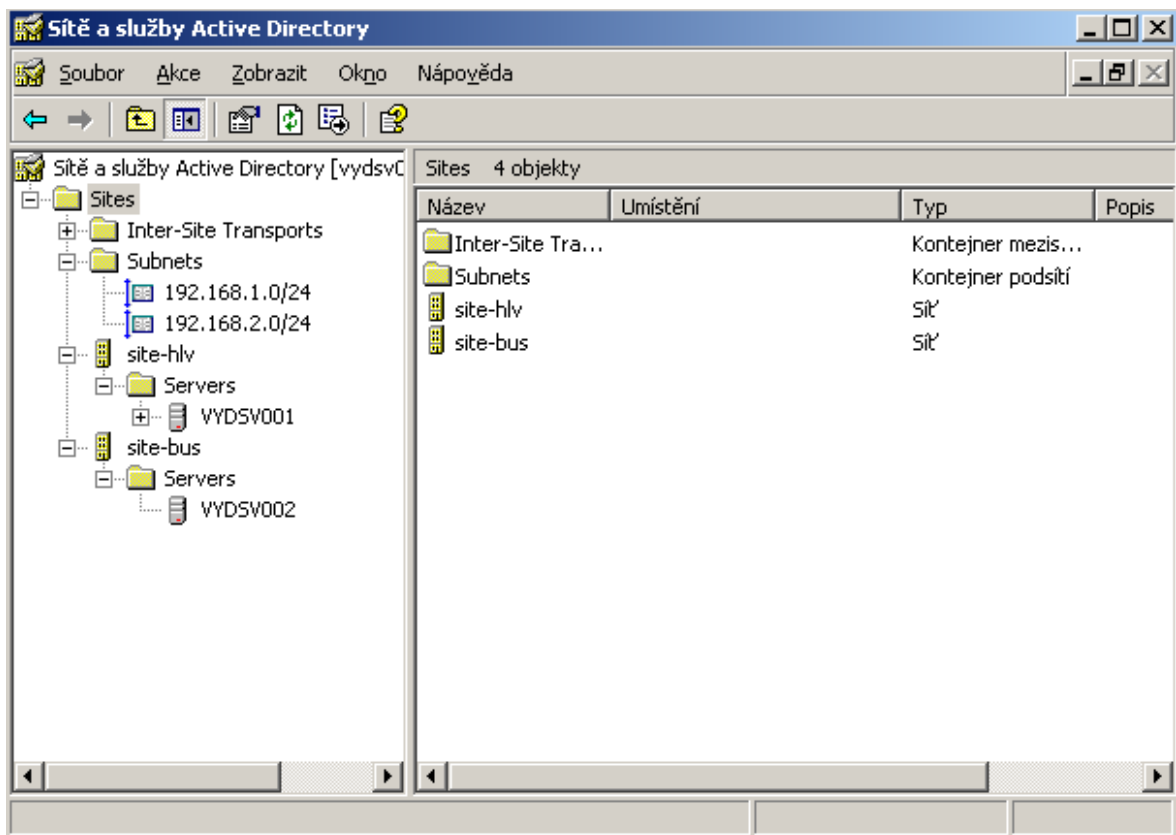 Sítě a služby Active Directory
Soubor Akce Zobrazit Okno Nápověda
Sítě a služby Active Directory [vydsv0
Sites
Inter-Site Transports
Subnets
192.168.1.0/24
192.168.2.0/24
site-hlv
Servers
VYDSV001
site-bus
Servers
VYDSV002
Sites 4 objekty
Název Umístění Typ Popis
Inter-Site Tra... Kontejner mezis...
Subnets Kontejner podsítí
site-hlv Síť
site-bus Síť